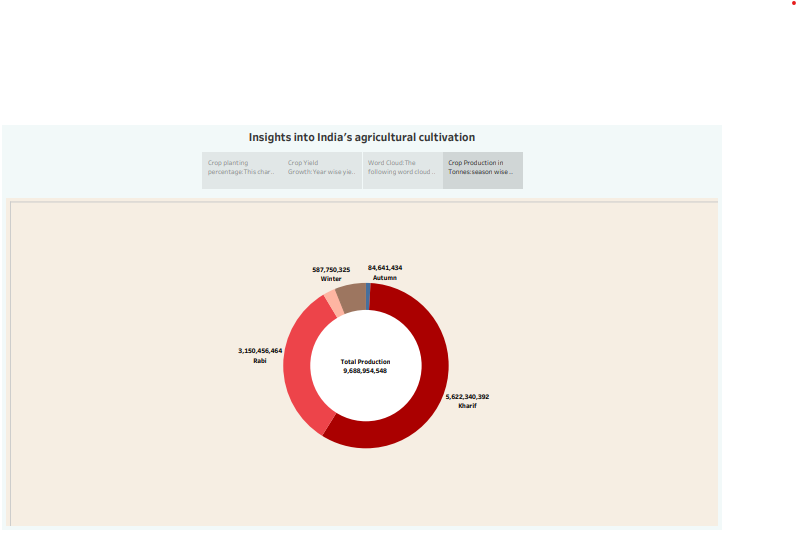 Insights into India's agricultural cultivation
Crop planting
percentage:This char...
Crop Yield
Growth:Year wise yie...
Word Cloud:The
following word cloud ...
Crop Production in
Tonnes:season wise ...
587,750,325
Winter
84,641,434
Autumn
3,150,456,464
Rabi
Total Production
9,688,954,548
5,622,340,392
Kharif